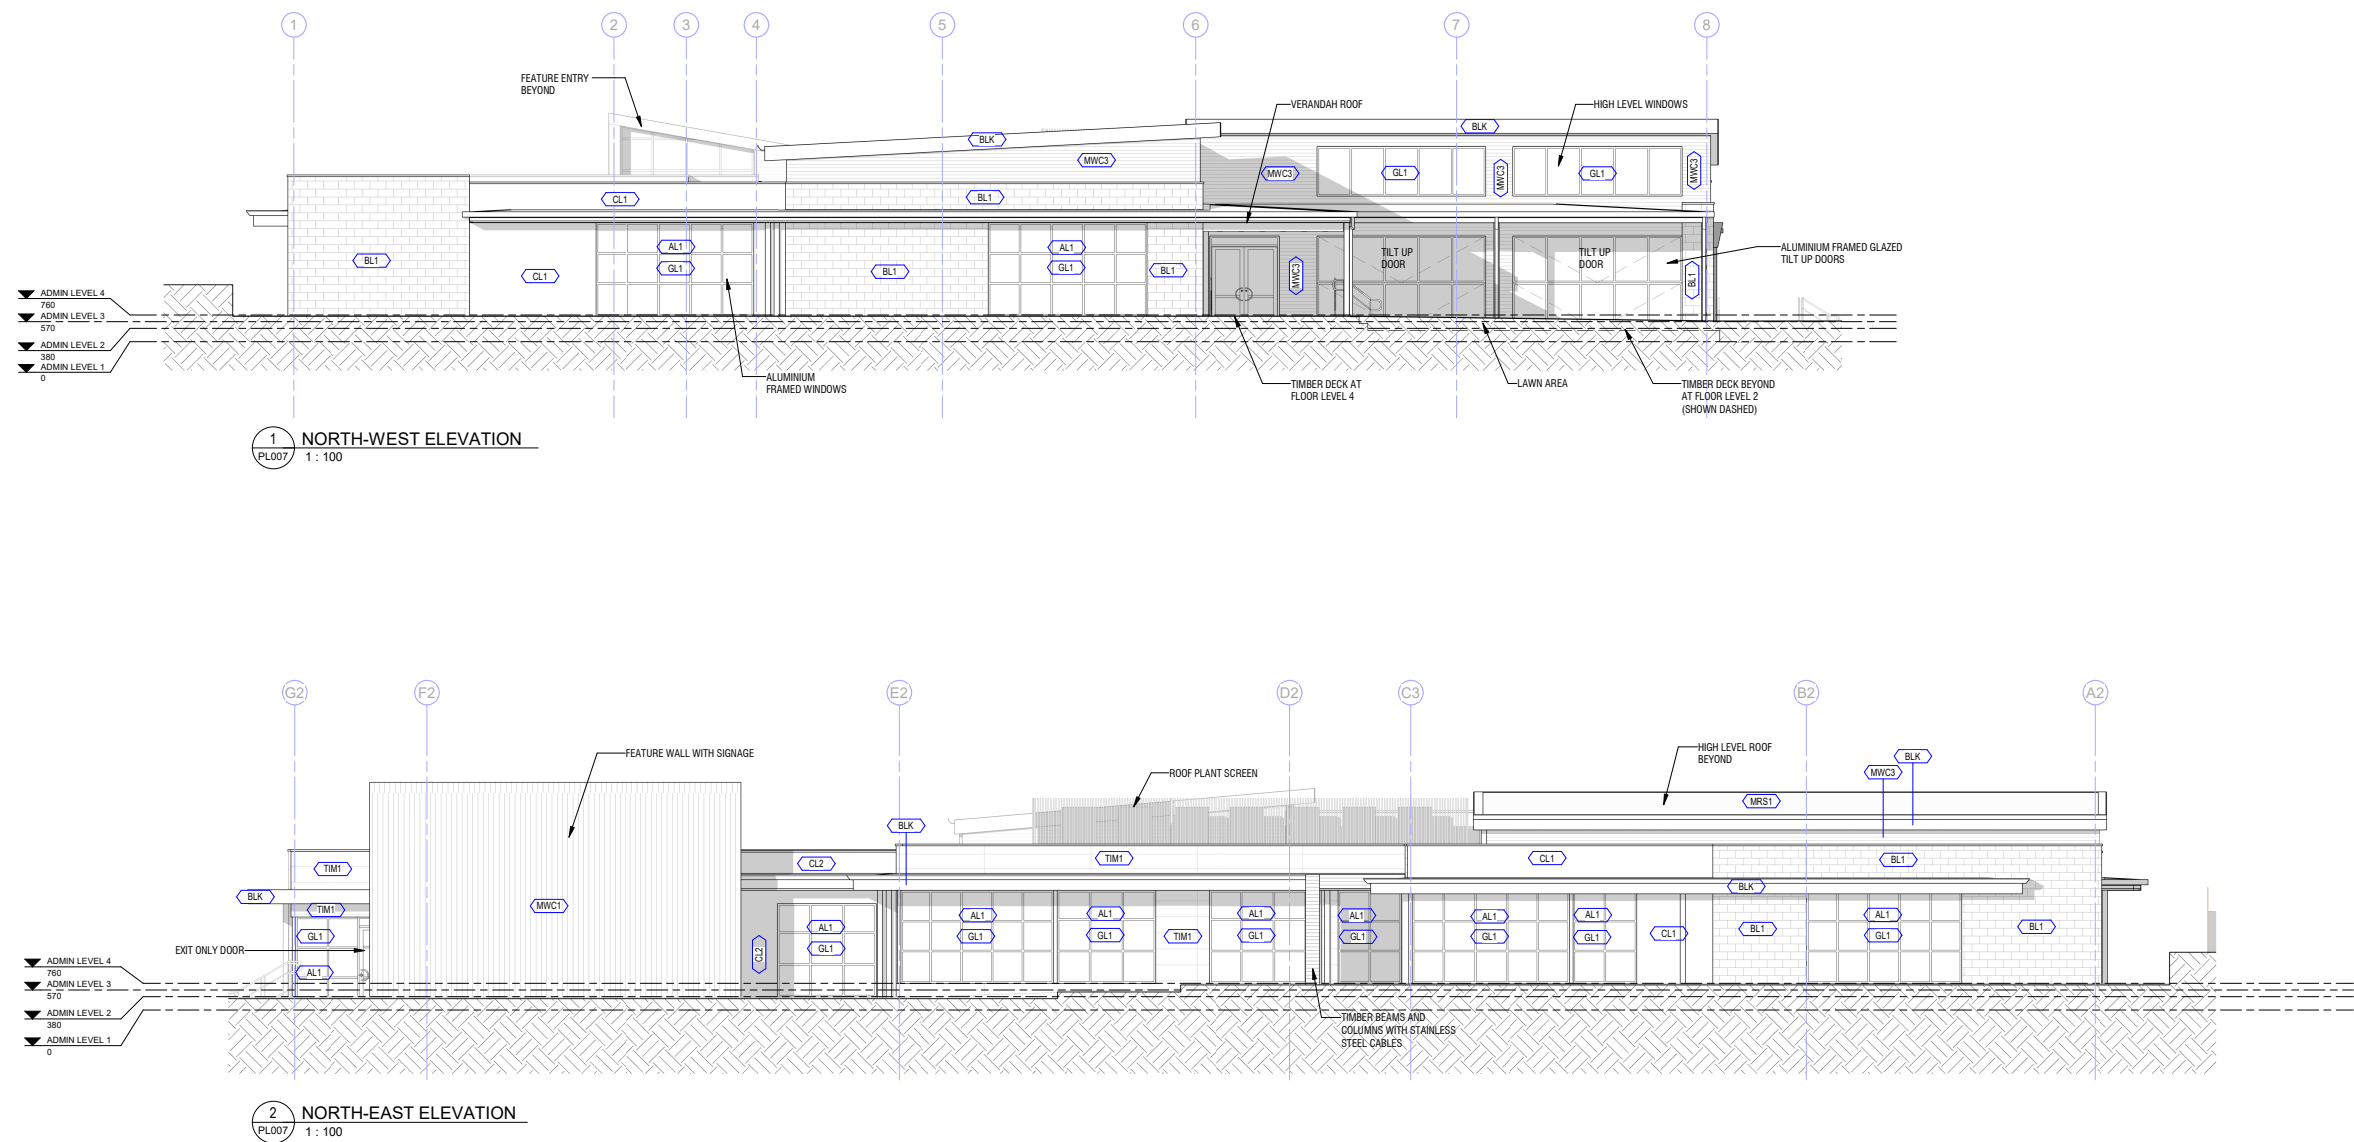 1
2
3
4
5
6
7
8
FEATURE ENTRY
BEYOND
VERANDAH ROOF
HIGH LEVEL WINDOWS
BLK
BLK
MWC3
MWC3
GL1
MWC3
GL1
MWC3
CL1
BL1
AL1
AL1
TILT UP
DOOR
TILT UP
DOOR
ALUMINIUM FRAMED GLAZED
TILT UP DOORS
BL1
CL1
GL1
BL1
GL1
BL1
MWC3
BL1
ADMIN LEVEL 4
760
ADMIN LEVEL 3
570
ADMIN LEVEL 2
380
ADMIN LEVEL 1
0
ALUMINIUM
FRAMED WINDOWS
TIMBER DECK AT
FLOOR LEVEL 4
LAWN AREA
TIMBER DECK BEYOND
AT FLOOR LEVEL 2
(SHOWN DASHED)
1
PL007
NORTH-WEST ELEVATION
1 : 100
G2
F2
E2
D2
C3
B2
A2
FEATURE WALL WITH SIGNAGE
ROOF PLANT SCREEN
HIGH LEVEL ROOF
BEYOND
BLK
MWC3
MRS1
BLK
TIM1
CL2
TIM1
CL1
BL1
BLK
BLK
TIM1
MWC1
AL1
AL1
AL1
AL1
AL1
AL1
AL1
AL1
GL1
GL1
GL1
GL1
TIM1
GL1
GL1
GL1
GL1
CL1
BL1
GL1
BL1
EXIT ONLY DOOR
CL2
AL1
ADMIN LEVEL 4
760
ADMIN LEVEL 3
570
ADMIN LEVEL 2
380
ADMIN LEVEL 1
0
TIMBER BEAMS AND
COLUMNS WITH STAINLESS
STEEL CABLES
2
PL007
NORTH-EAST ELEVATION
1 : 100